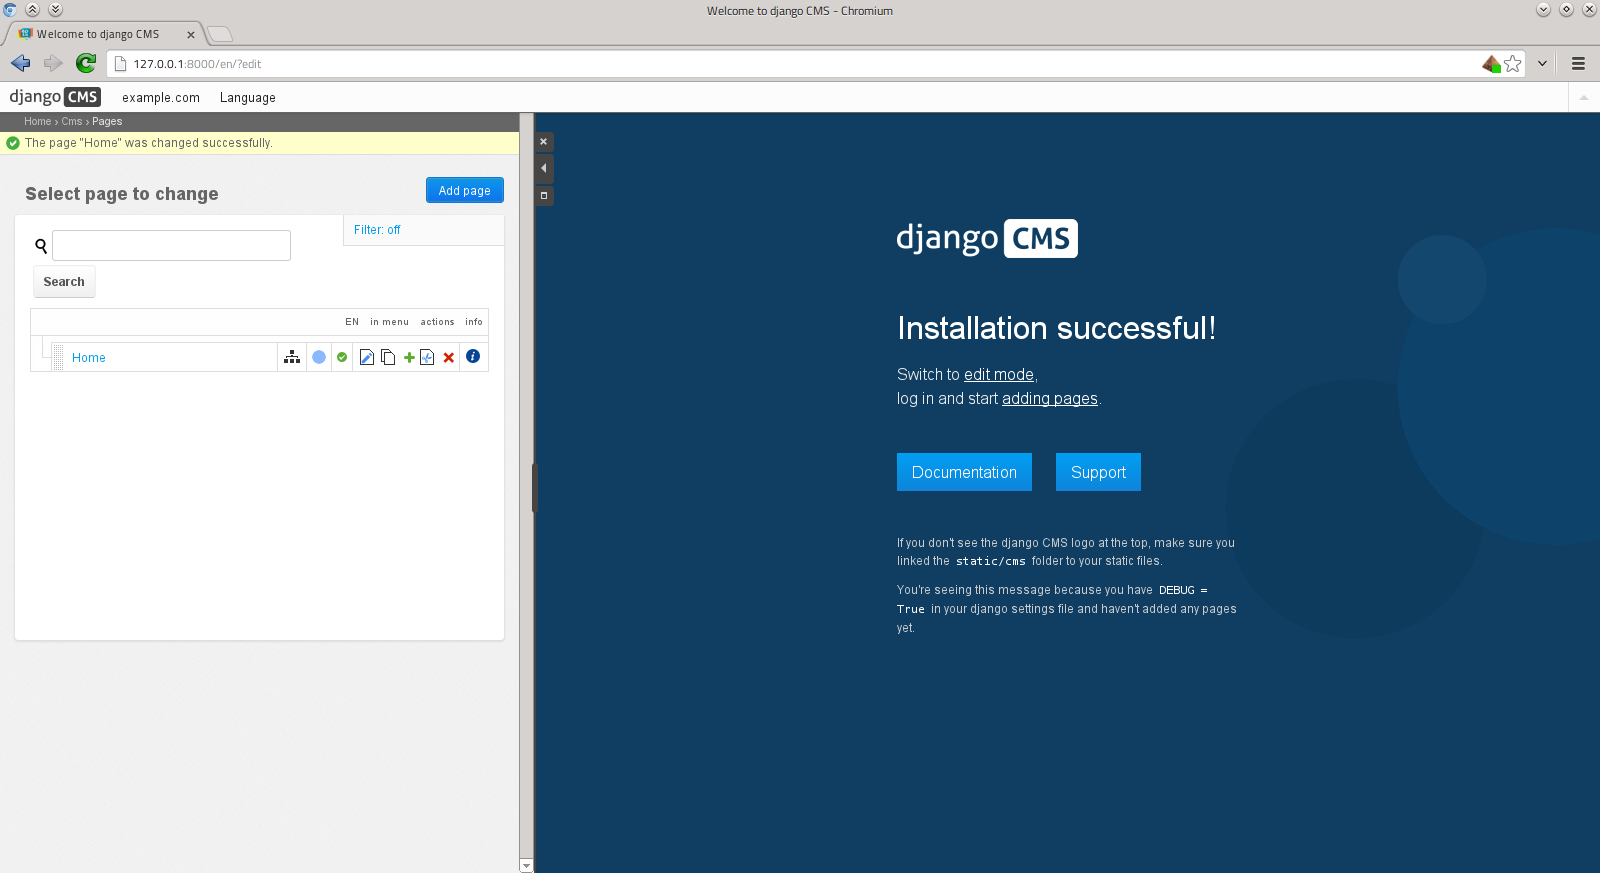 Welcome to django CMS - Chromium
Welcome to django CMS
127.0.0.1:8000/en/?edit
django CMS example.com Language
Home › Cms › Pages
The page "Home" was changed successfully.
Select page to change
Add page
Filter: off
Search
EN in menu actions info
Home
django CMS
Installation successful!
Switch to edit mode,
log in and start adding pages.
Documentation Support
If you don't see the django CMS logo at the top, make sure you
linked the static/cms folder to your static files.
You're seeing this message because you have DEBUG =
True in your django settings file and haven't added any pages
yet.